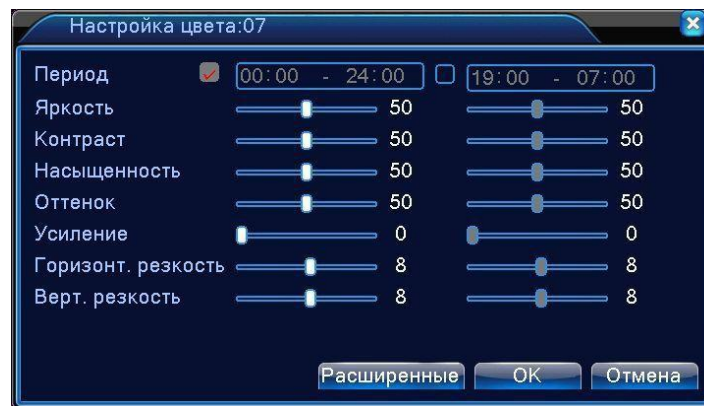 Настройка цвета:07
Период 00:00 - 24:00 19:00 - 07:00
Яркость 50 50
Контраст 50 50
Насыщенность 50 50
Оттенок 50 50
Усиление 0 0
Горизонт. резкость 8 8
Верт. резкость 8 8
Расширенные OK Отмена